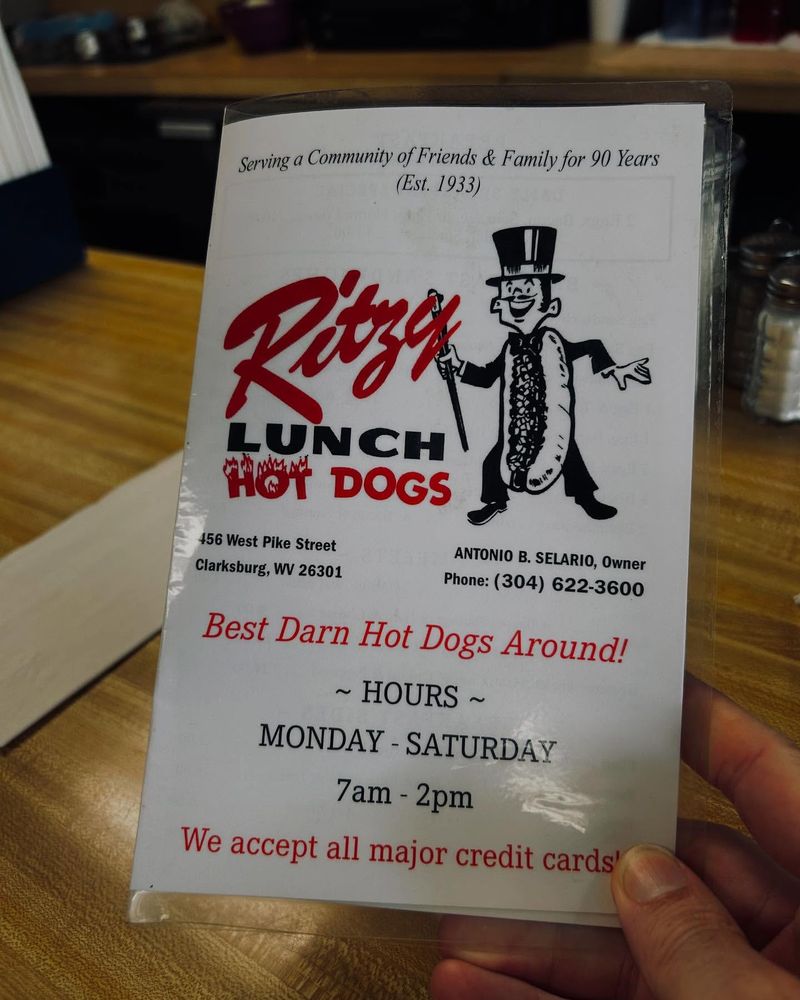 Serving a Community of Friends & Family for 90 Years
(Est. 1933)
Ritzy
LUNCH
HOT DOGS
456 West Pike Street
Clarksburg, WV 26301
ANTONIO B. SELARIO, Owner
Phone: (304) 622-3600
Best Darn Hot Dogs Around!
~ HOURS ~
MONDAY - SATURDAY
7am - 2pm
We accept all major credit cards!